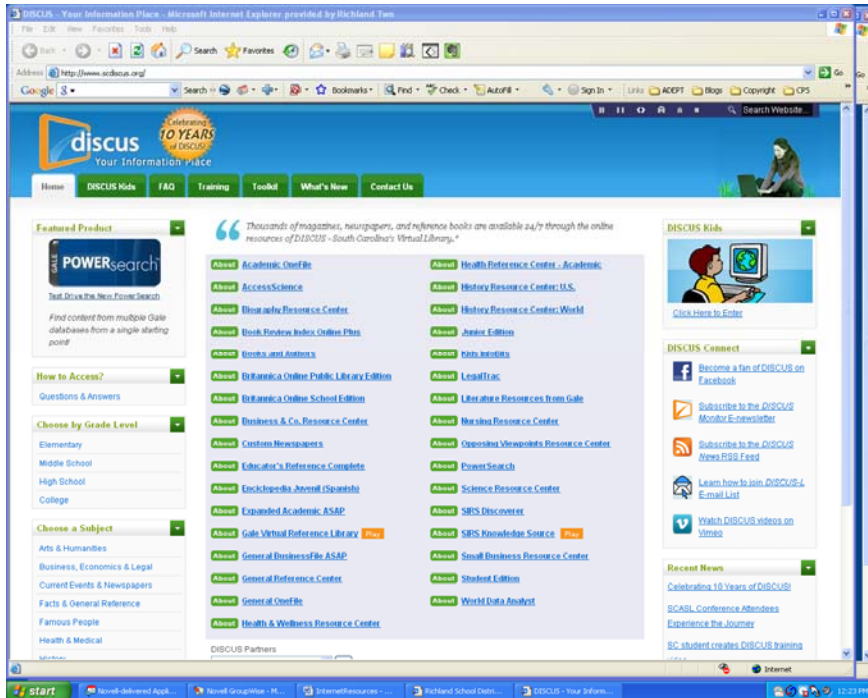 DISCUS - Your Information Place - Microsoft Internet Explorer provided by Richland Two
File Edit View Favorites Tools Help
Back Search Favorites
Address http://www.scdiscus.org/ Go
Google Search Bookmarks Find Check AutoFill Sign In Links ADEPT Blogs Copyright CPS
Search Website...
Celebrating
10 YEARS
of DISCUS!
discus
Your Information Place
Home DISCUS Kids FAQ Training Toolkit What's New Contact Us
Featured Product
GALE POWERsearch
Test Drive the New PowerSearch
Find content from multiple Gale
databases from a single starting
point!
How to Access?
Questions & Answers
Choose by Grade Level
Elementary
Middle School
High School
College
Choose a Subject
Arts & Humanities
Business, Economics & Legal
Current Events & Newspapers
Facts & General Reference
Famous People
Health & Medical
History
Thousands of magazines, newspapers, and reference books are available 24/7 through the online
resources of DISCUS - South Carolina's Virtual Library.*
About Academic OneFile
About AccessScience
About Biography Resource Center
About Book Review Index Online Plus
About Books and Authors
About Britannica Online Public Library Edition
About Britannica Online School Edition
About Business & Co. Resource Center
About Custom Newspapers
About Educator's Reference Complete
About Enciclopedia Juvenil (Spanish)
About Expanded Academic ASAP
About Gale Virtual Reference Library Play
About General BusinessFile ASAP
About General Reference Center
About General OneFile
About Health & Wellness Resource Center
About Health Reference Center - Academic
About History Resource Center: U.S.
About History Resource Center: World
About Junior Edition
About Kids InfoBits
About LegalTrac
About Literature Resources from Gale
About Nursing Resource Center
About Opposing Viewpoints Resource Center
About PowerSearch
About Science Resource Center
About SIRS Discoverer
About SIRS Knowledge Source Play
About Small Business Resource Center
About Student Edition
About World Data Analyst
DISCUS Partners
DISCUS Kids
Click Here to Enter
DISCUS Connect
Become a fan of DISCUS on
Facebook
Subscribe to the DISCUS
Monitor E-newsletter
Subscribe to the DISCUS
News RSS Feed
Learn how to join DISCUS-L
E-mail List
Watch DISCUS videos on
Vimeo
Recent News
Celebrating 10 Years of DISCUS!
SCASL Conference Attendees
Experience the Journey
SC student creates DISCUS training
Internet
start Novell-delivered Appli... Novell GroupWise - M... InternetResources - ... Richland School Distri... DISCUS - Your Inform... 12:23 PM